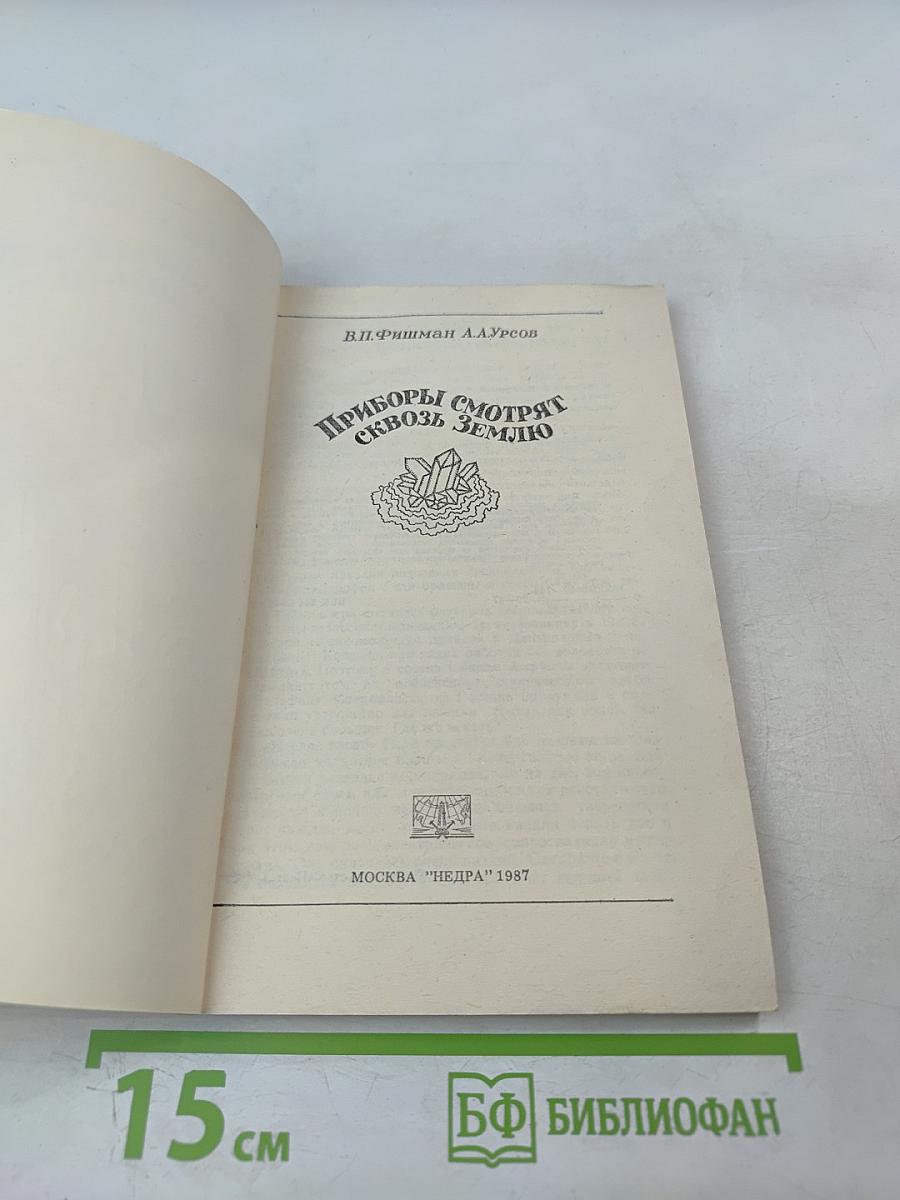 В.П.Фишман А.А.Урсов
ПРИБОРЫ СМОТРЯТ
СКВОЗЬ ЗЕМЛЮ
МОСКВА "НЕДРА" 1987
15 см
БФ БИБЛИОФАН